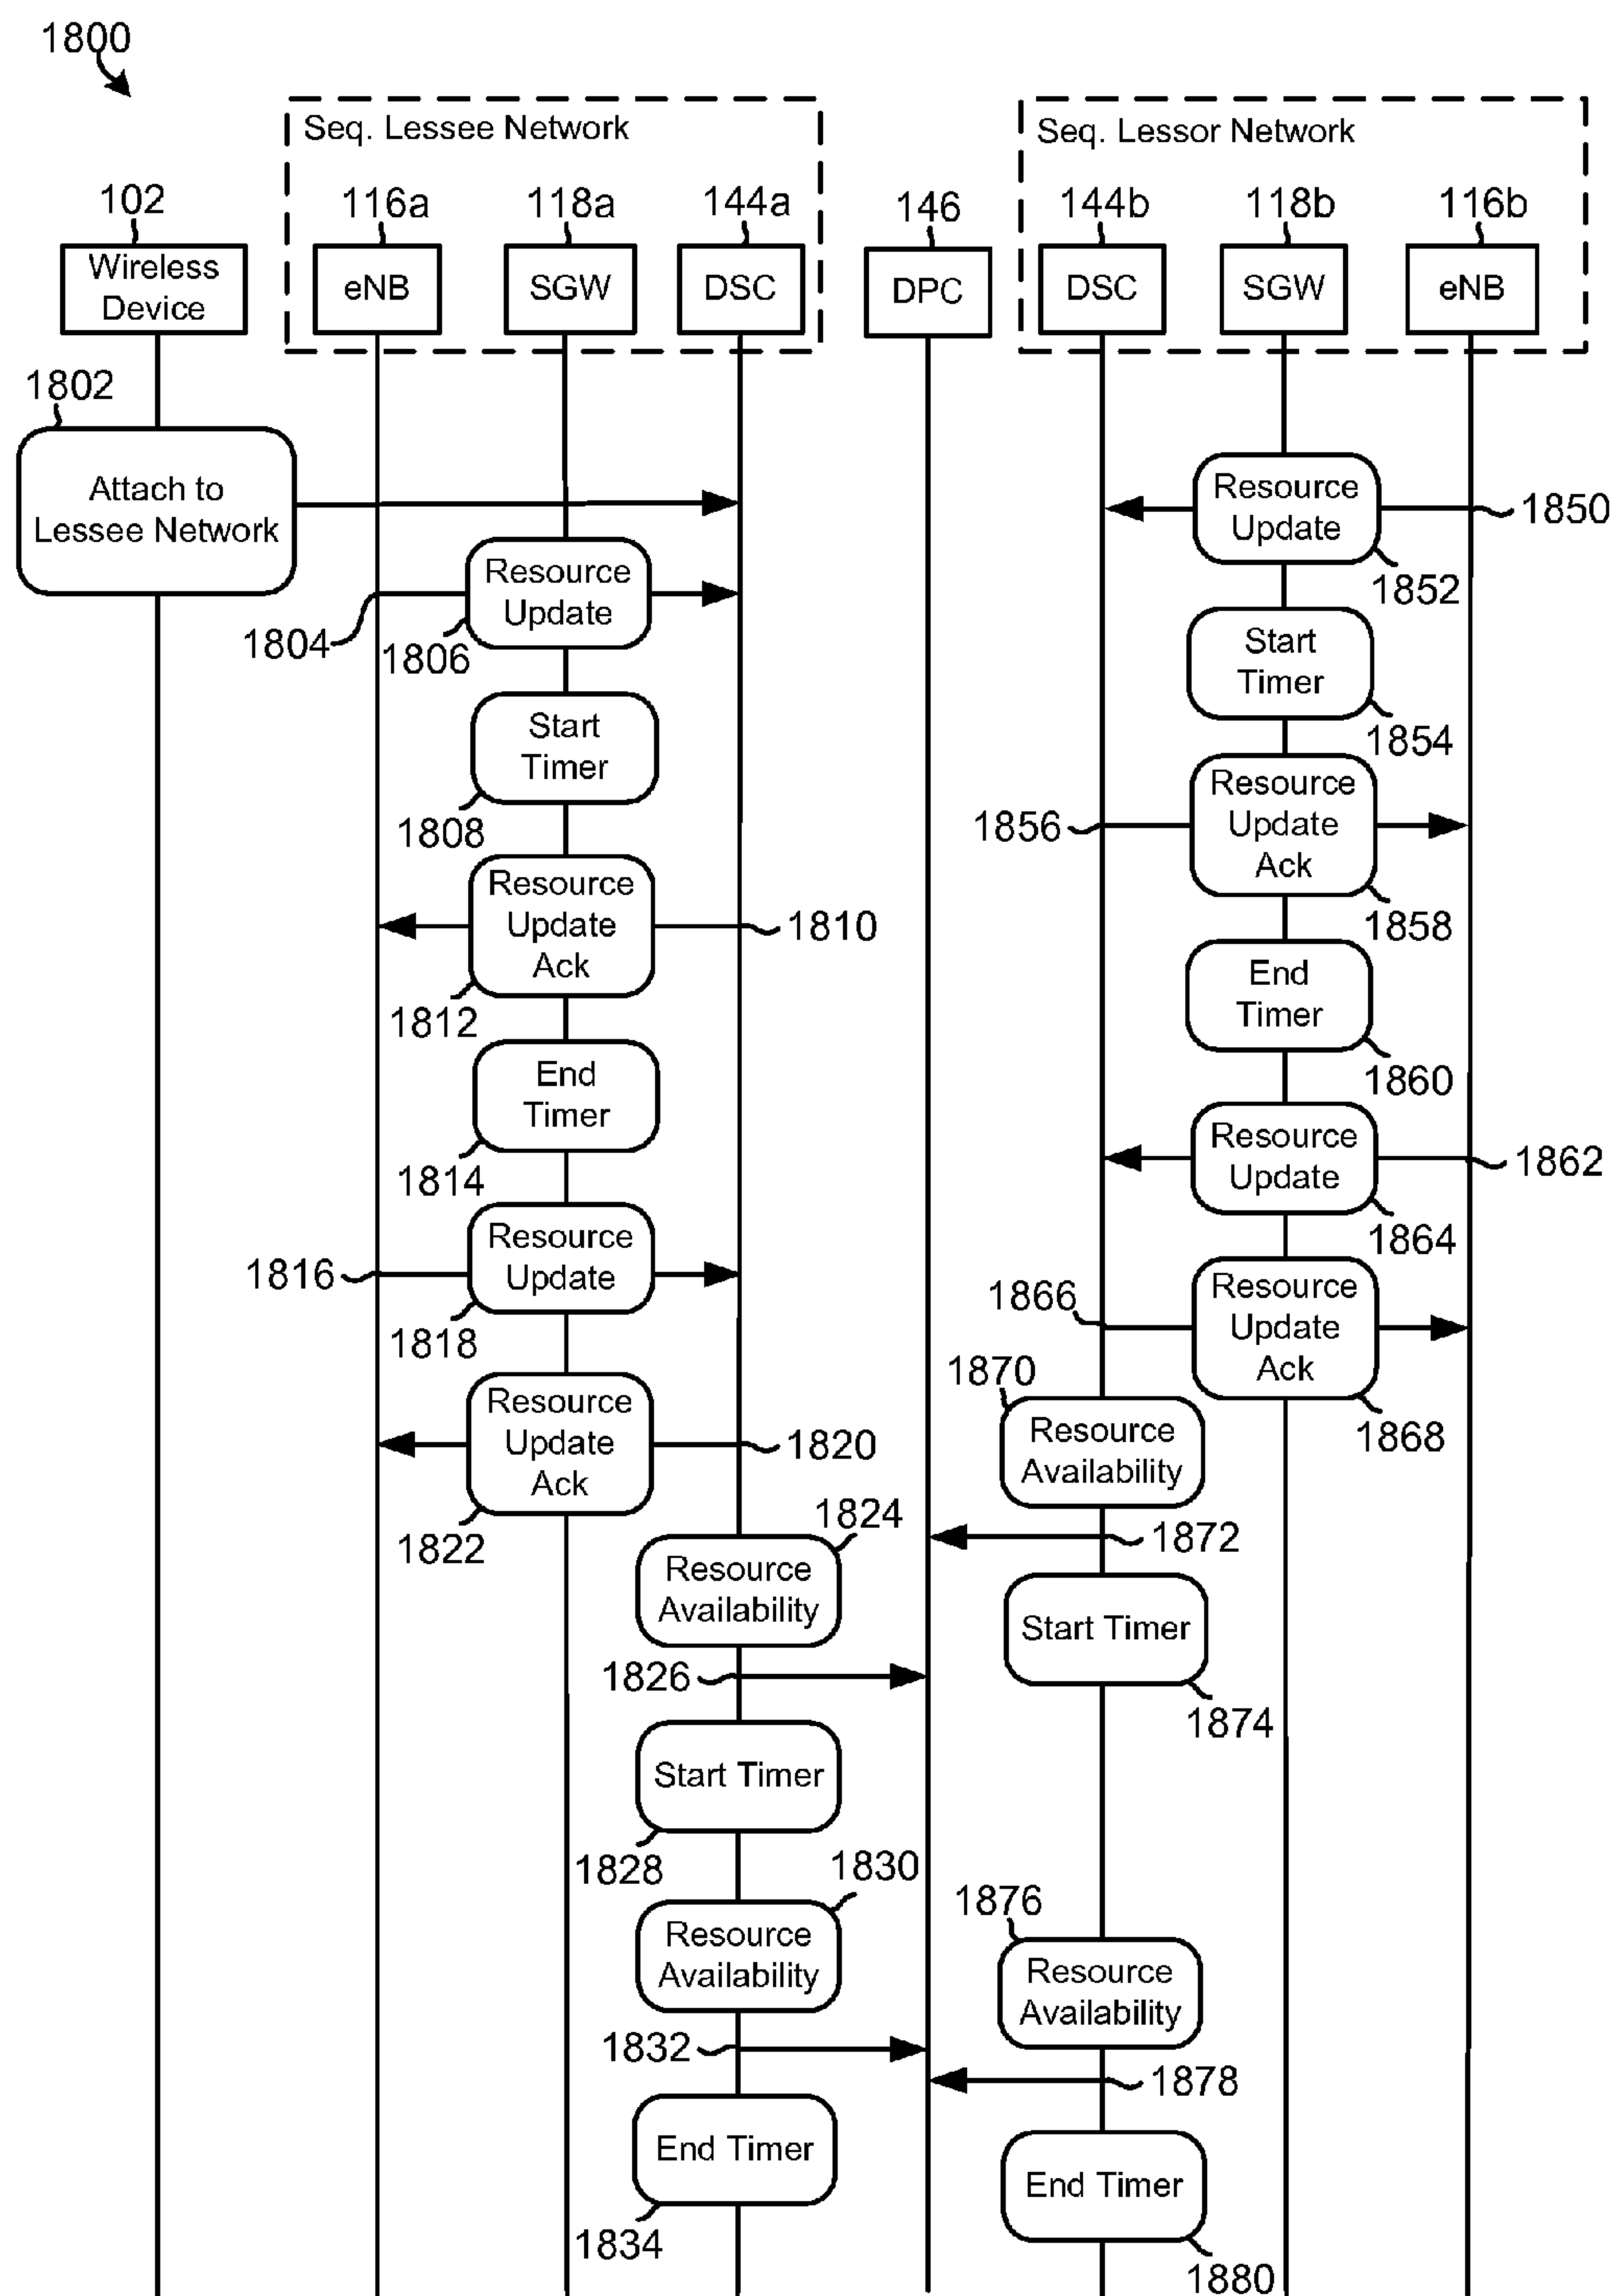 1800
Seq. Lessee Network
Seq. Lessor Network
102
116a
118a
144a
146
144b
118b
116b
Wireless
Device
eNB
SGW
DSC
DPC
DSC
SGW
eNB
1802
Attach to
Lessee Network
Resource
Update
1850
1852
Resource
Update
1804
1806
Start
Timer
1854
Start
Timer
1808
Resource
Update
Ack
1856
1858
Resource
Update
Ack
1810
1812
End
Timer
1860
End
Timer
1814
Resource
Update
1862
1864
Resource
Update
1816
1818
Resource
Update
Ack
1866
1868
Resource
Update
Ack
1820
1822
1870
Resource
Availability
1872
1824
Resource
Availability
1826
Start Timer
1874
Start Timer
1828
1830
Resource
Availability
1832
1876
Resource
Availability
1878
End Timer
1834
End Timer
1880